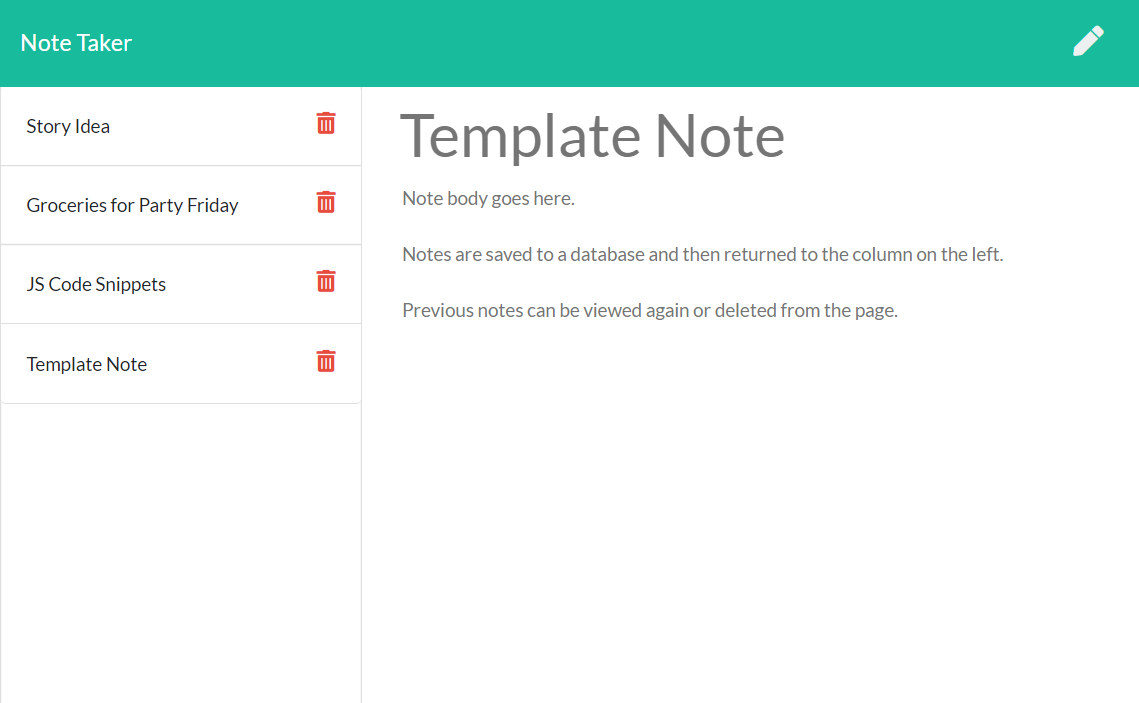 Note Taker
Story Idea
Groceries for Party Friday
JS Code Snippets
Template Note
Template Note
Note body goes here.
Notes are saved to a database and then returned to the column on the left.
Previous notes can be viewed again or deleted from the page.